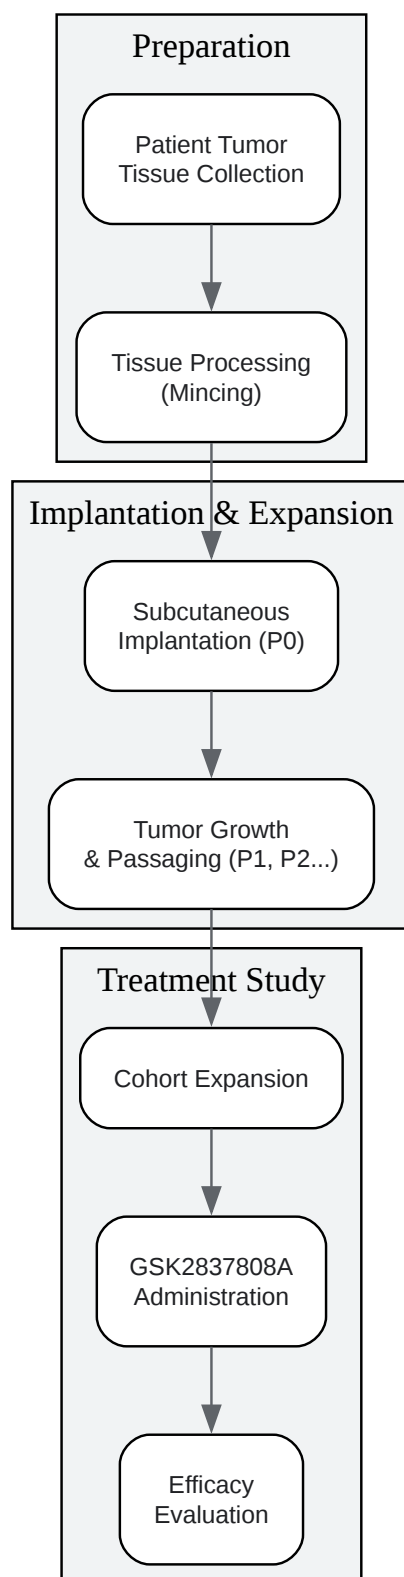 Preparation
Patient Tumor
Tissue Collection
Tissue Processing
(Mincing)
Implantation & Expansion
Subcutaneous
Implantation (P0)
Tumor Growth
& Passaging (P1, P2...)
Treatment Study
Cohort Expansion
GSK2837808A
Administration
Efficacy
Evaluation